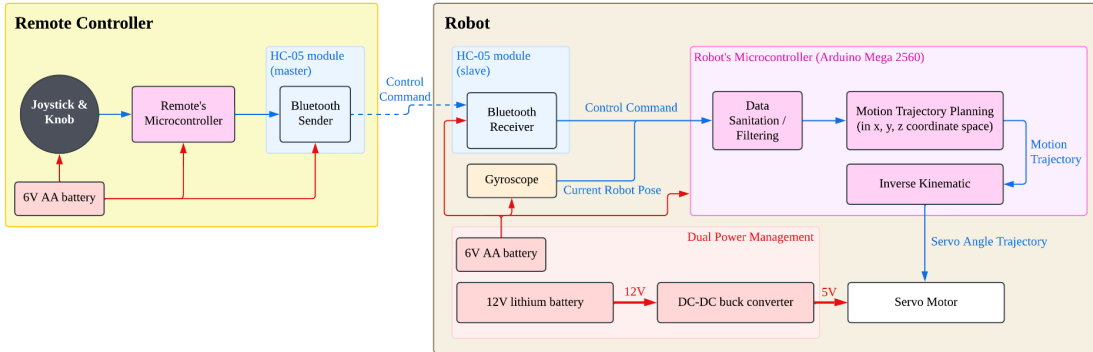 Remote Controller
HC-05 module
(master)
Joystick &
Knob
Remote's
Microcontroller
Bluetooth
Sender
6V AA battery
Control
Command
Robot
HC-05 module
(slave)
Bluetooth
Receiver
Control Command
Gyroscope
Current Robot Pose
Robot's Microcontroller (Arduino Mega 2560)
Data
Sanitation /
Filtering
Motion Trajectory Planning
(in x, y, z coordinate space)
Motion
Trajectory
Inverse Kinematic
Servo Angle Trajectory
Dual Power Management
6V AA battery
12V lithium battery
12V
DC-DC buck converter
5V
Servo Motor